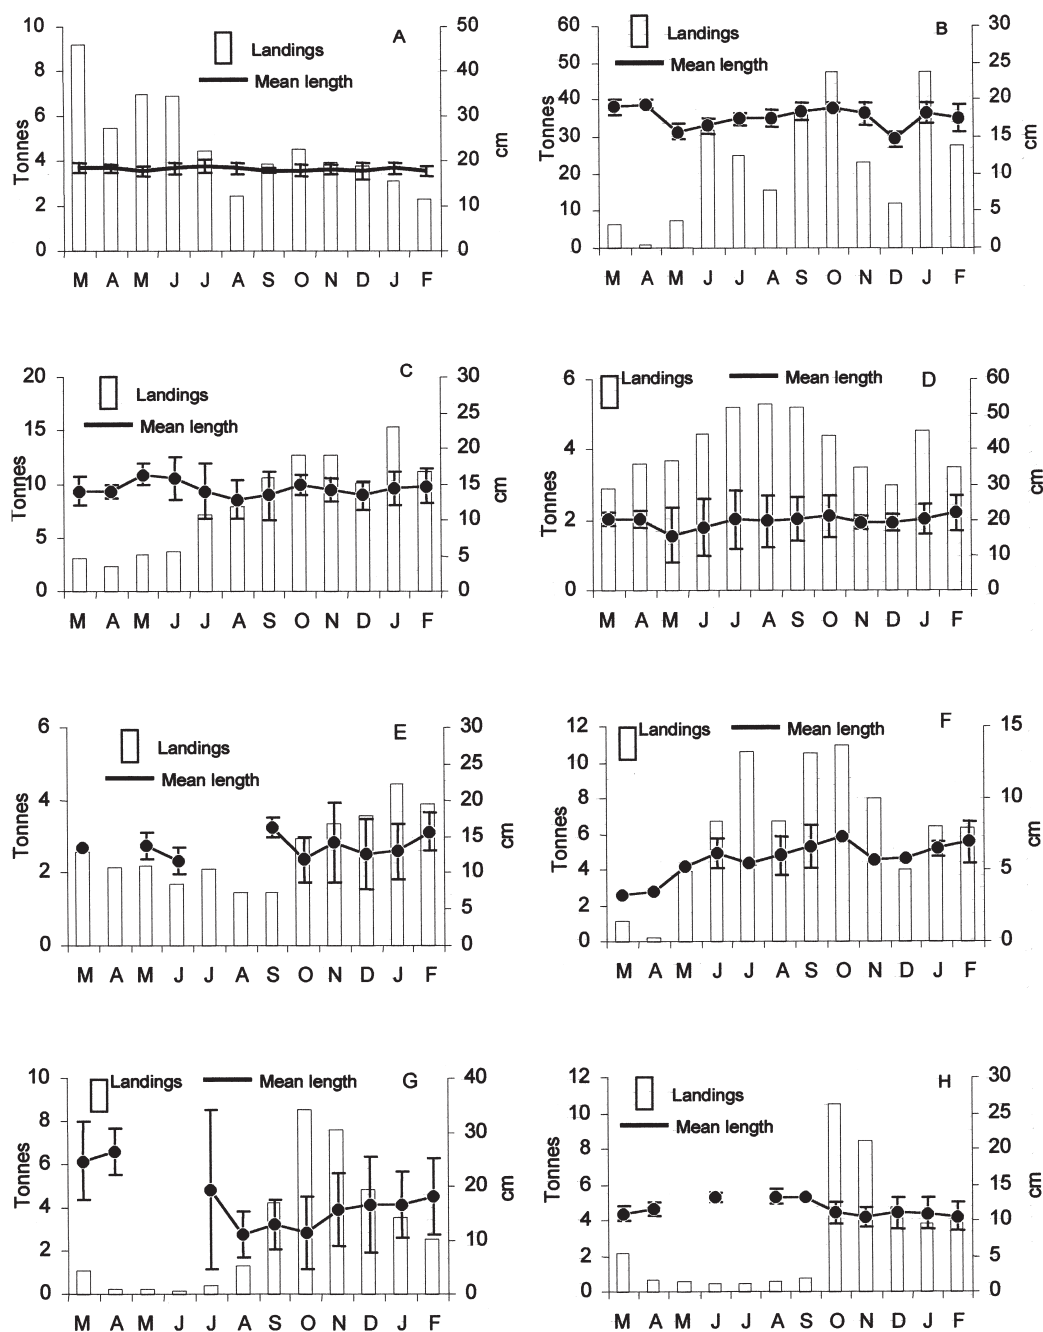 A
Landings
Mean length
Tonnes
cm
10
8
6
4
2
0
50
40
30
20
10
0
M A M J J A S O N D J F
B
Landings
Mean length
Tonnes
cm
60
50
40
30
20
10
0
30
25
20
15
10
5
0
M A M J J A S O N D J F
C
Landings
Mean length
Tonnes
cm
20
15
10
5
0
30
25
20
15
10
5
0
M A M J J A S O N D J F
Landings Mean length D
Tonnes
cm
6
4
2
0
60
50
40
30
20
10
0
M A M J J A S O N D J F
E
Landings
Mean length
Tonnes
cm
6
4
2
0
30
25
20
15
10
5
0
M A M J J A S O N D J F
F
Landings Mean length
Tonnes
cm
12
10
8
6
4
2
0
15
10
5
0
M A M J J A S O N D J F
Landings Mean length G
Tonnes
cm
10
8
6
4
2
0
40
30
20
10
0
M A M J J A S O N D J F
H
Landings
Mean length
Tonnes
cm
12
10
8
6
4
2
0
30
25
20
15
10
5
0
M A M J J A S O N D J F